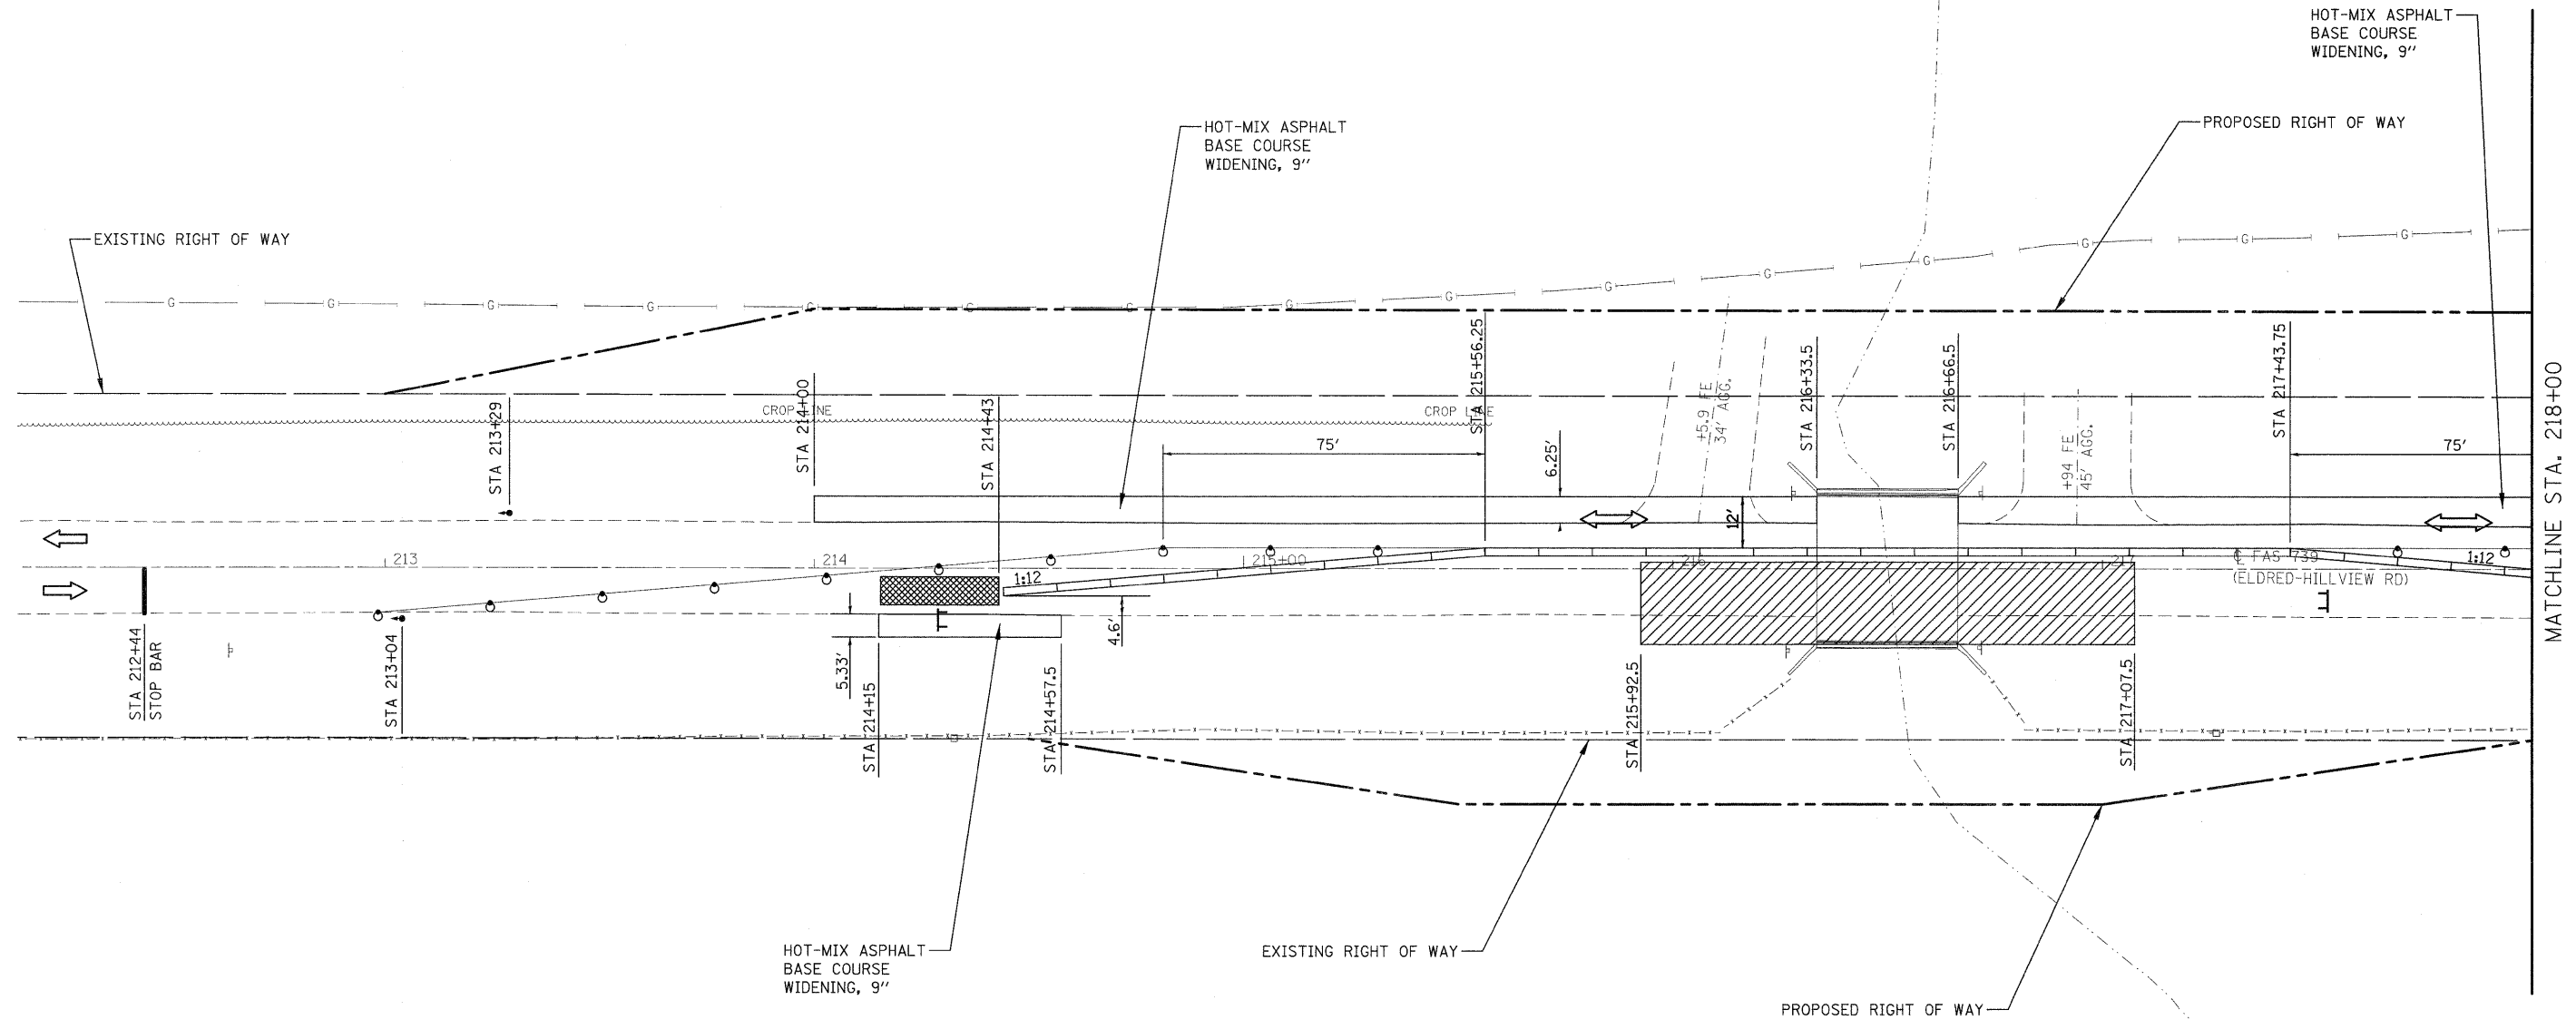 HOT-MIX ASPHALT
BASE COURSE
WIDENING, 9"
HOT-MIX ASPHALT
BASE COURSE
WIDENING, 9"
PROPOSED RIGHT OF WAY
EXISTING RIGHT OF WAY
G G G G G G G G G G G G G G G
STA 213+29
STA 214+00
CROP LINE
STA 214+43
75'
STA 215+56.25
CROP LINE
6.25'
+5.9 FE
34' AGG.
12'
STA 216+33.5
STA 216+66.5
+94 FE
45' AGG.
STA 217+43.75
75'
MATCHLINE STA. 218+00
213
214
215+00
216
217
℄ FAS 739
(ELDRED-HILLVIEW RD)
1:12
1:12
4.6'
5.33'
STA 212+44
STOP BAR
STA 213+04
STA 214+15
STA 214+57.5
STA 215+92.5
STA 217+07.5
HOT-MIX ASPHALT
BASE COURSE
WIDENING, 9"
EXISTING RIGHT OF WAY
PROPOSED RIGHT OF WAY